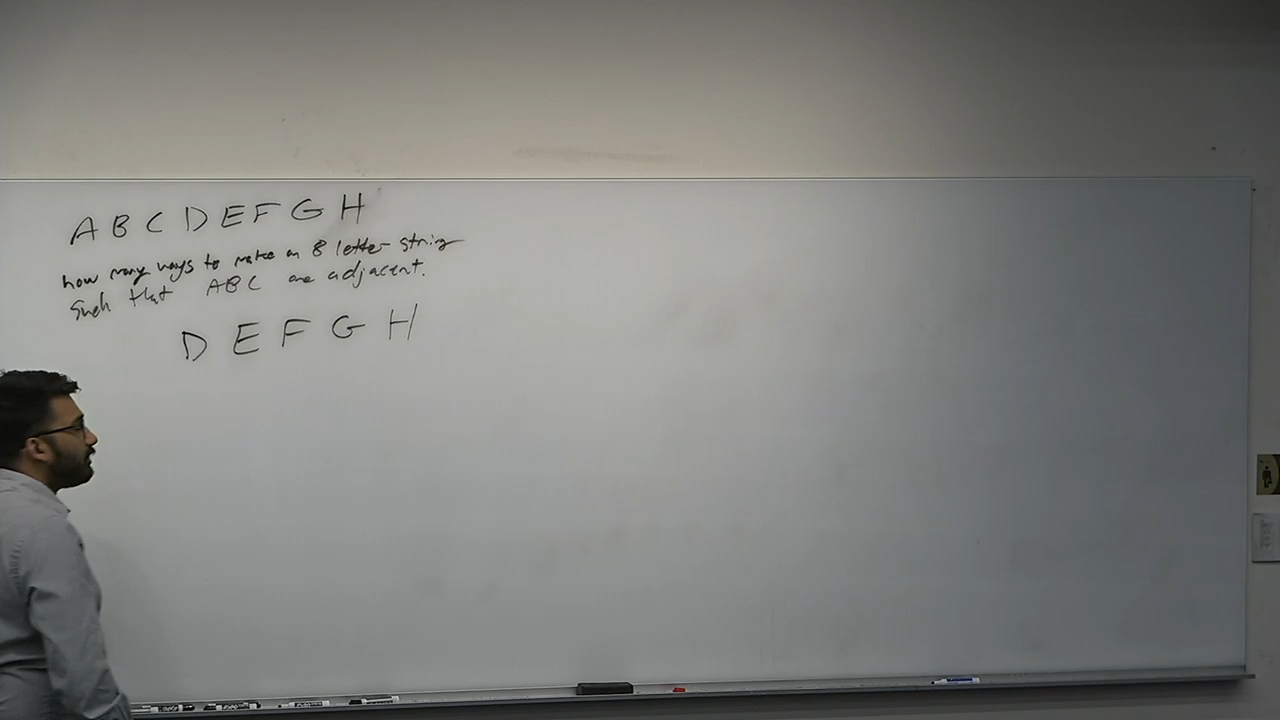 A B C D E F G H
how many ways to make an 8 letter string
such that ABC are adjacent.
D E F G H